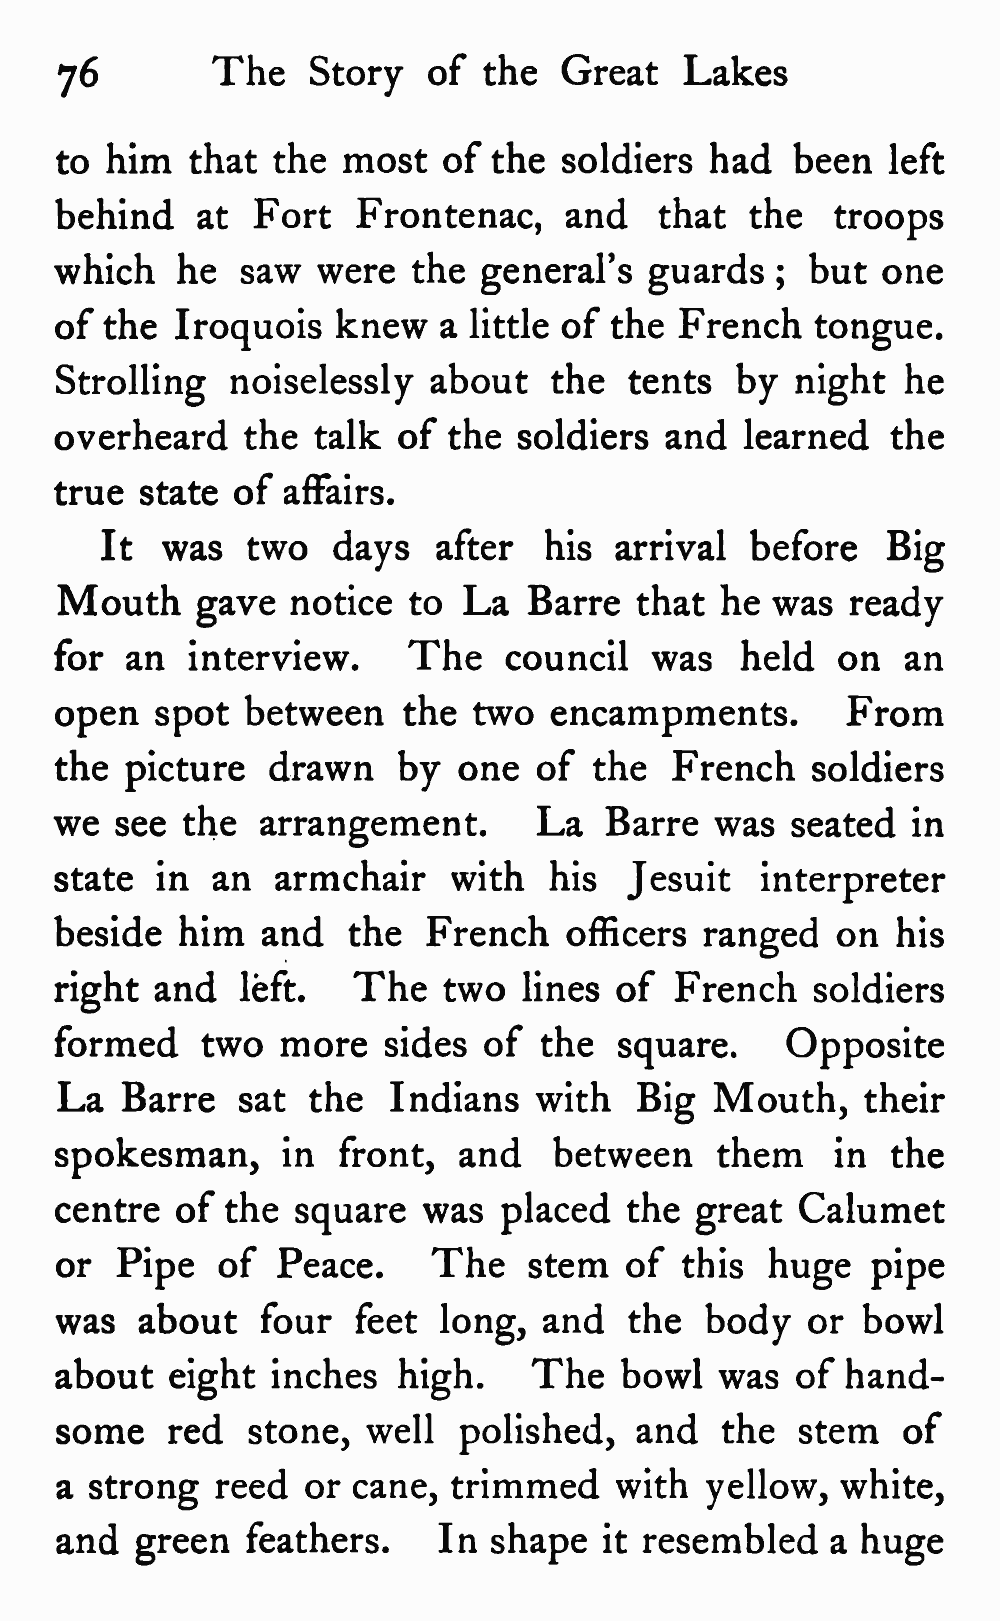 76 The Story of the Great Lakes
to him that the most of the soldiers had been left
behind at Fort Frontenac, and that the troops
which he saw were the general's guards ; but one
of the Iroquois knew a little of the French tongue.
Strolling noiselessly about the tents by night he
overheard the talk of the soldiers and learned the
true state of affairs.
It was two days after his arrival before Big
Mouth gave notice to La Barre that he was ready
for an interview. The council was held on an
open spot between the two encampments. From
the picture drawn by one of the French soldiers
we see the arrangement. La Barre was seated in
state in an armchair with his Jesuit interpreter
beside him and the French officers ranged on his
right and left. The two lines of French soldiers
formed two more sides of the square. Opposite
La Barre sat the Indians with Big Mouth, their
spokesman, in front, and between them in the
centre of the square was placed the great Calumet
or Pipe of Peace. The stem of this huge pipe
was about four feet long, and the body or bowl
about eight inches high. The bowl was of hand-
some red stone, well polished, and the stem of
a strong reed or cane, trimmed with yellow, white,
and green feathers. In shape it resembled a huge